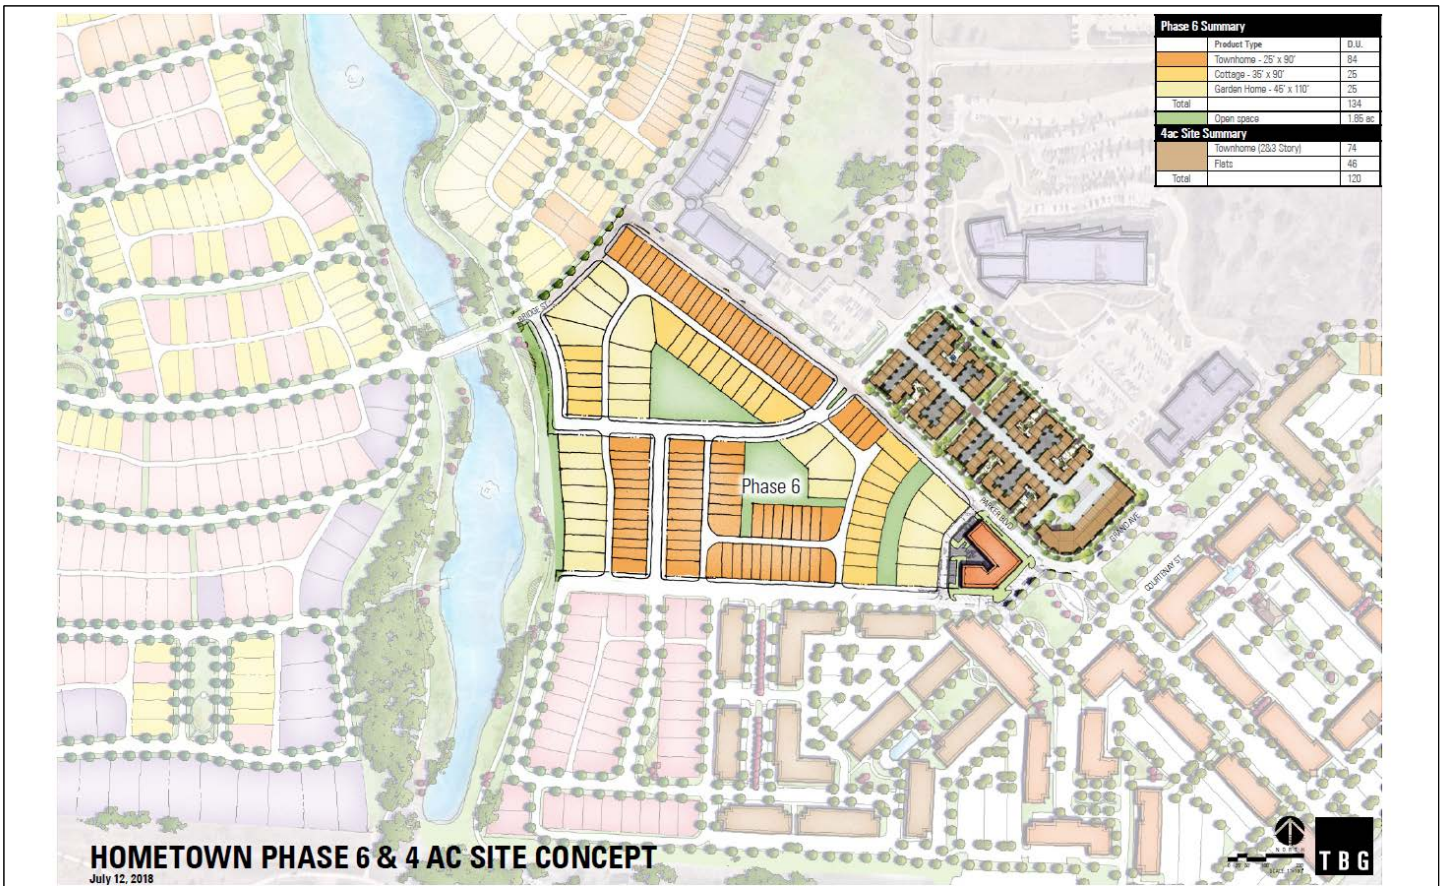 Phase 6 Summary
Product Type D.U.
Townhome - 25' x 90' 84
Cottage - 35' x 90' 25
Garden Home - 45' x 110' 25
Total 134
Open space 1.85 ac
4ac Site Summary
Townhome (2&3 Story) 74
Flats 46
Total 120
BRIDGE ST
Phase 6
PARKER BLVD
GRAND AVE
COURTENAY ST
HOMETOWN PHASE 6 & 4 AC SITE CONCEPT
July 12, 2018
NORTH
TBG